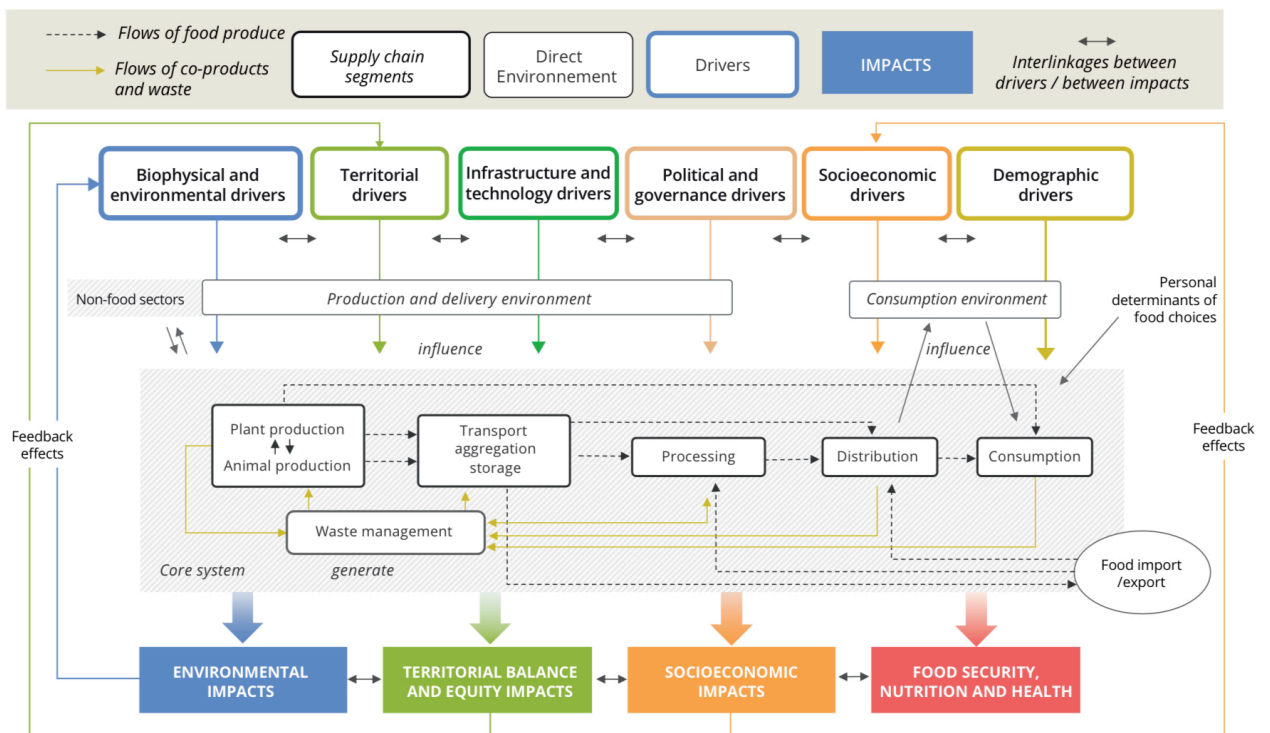 Flows of food produce
Flows of co-products
and waste
Supply chain
segments
Direct
Environnement
Drivers
IMPACTS
Interlinkages between
drivers / between impacts
Biophysical and
environmental drivers
Territorial
drivers
Infrastructure and
technology drivers
Political and
governance drivers
Socioeconomic
drivers
Demographic
drivers
Non-food sectors
Production and delivery environment
Consumption environment
Personal
determinants of
food choices
influence
influence
Feedback
effects
Plant production
Animal production
Transport
aggregation
storage
Processing
Distribution
Consumption
Feedback
effects
Waste management
Core system
generate
Food import
/export
ENVIRONMENTAL
IMPACTS
TERRITORIAL BALANCE
AND EQUITY IMPACTS
SOCIOECONOMIC
IMPACTS
FOOD SECURITY,
NUTRITION AND HEALTH